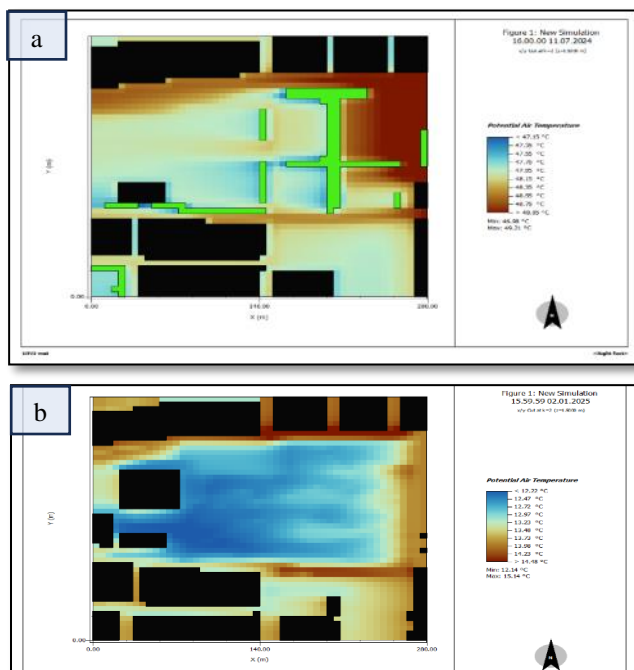 a
Figure 1: New Simulation
16.00.00 11.07.2024
Y (m)
Potential Air Temperature
< 47.15 °C
47.35 °C
47.55 °C
47.75 °C
47.95 °C
48.15 °C
48.35 °C
48.55 °C
48.75 °C
> 48.95 °C
Max: 49.21 °C
0.00
0.00
140.00
280.00
X (m)
N
<Right foot>
b
Figure 1: New Simulation
15.59.59 02.01.2025
Potential Air Temperature
< 12.22 °C
12.47 °C
12.72 °C
12.97 °C
13.23 °C
13.48 °C
13.73 °C
13.98 °C
14.23 °C
> 14.48 °C
Min: 12.14 °C
Max: 15.14 °C
0.00
0.00
140.00
280.00
X (m)
N